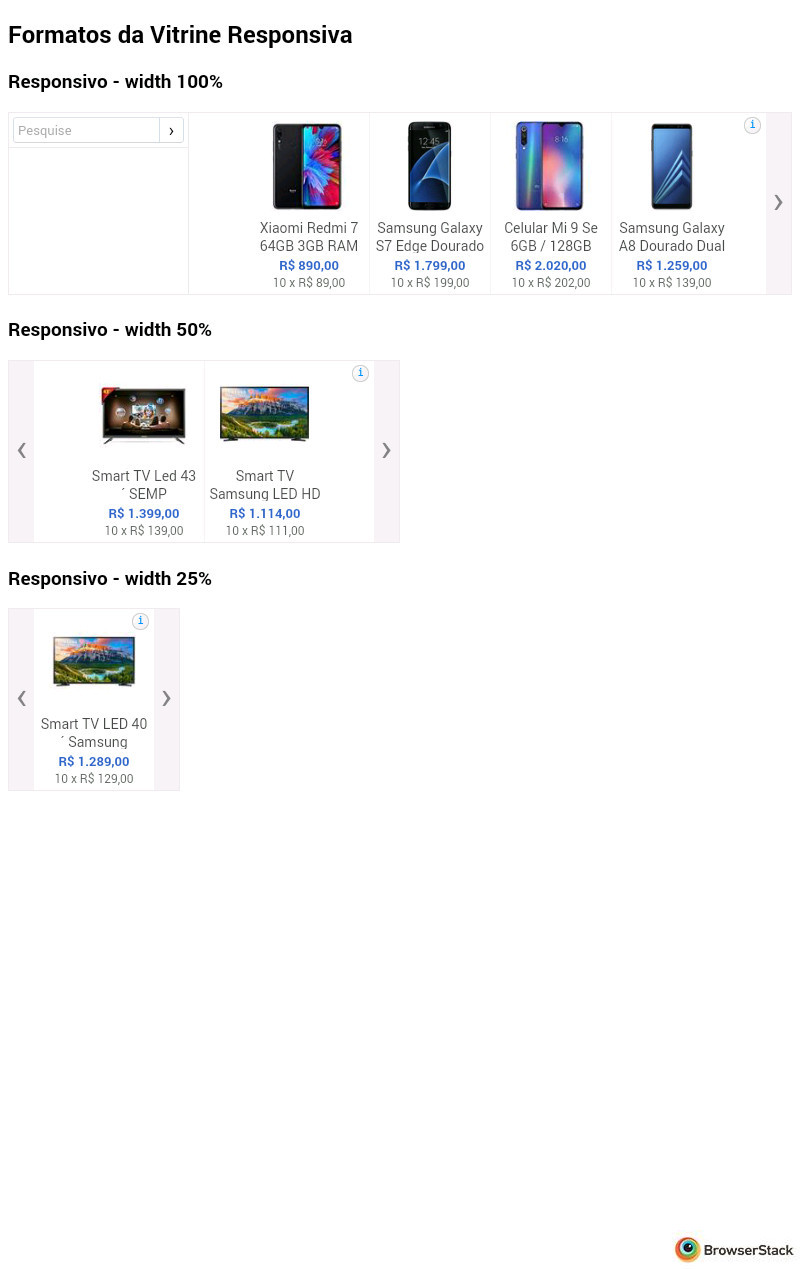 Formatos da Vitrine Responsiva
Responsivo - width 100%
Pesquise ›
i
12:45
8:16
❯
Xiaomi Redmi 7
64GB 3GB RAM
R$ 890,00
10 x R$ 89,00
Samsung Galaxy
S7 Edge Dourado
R$ 1.799,00
10 x R$ 199,00
Celular Mi 9 Se
6GB / 128GB
R$ 2.020,00
10 x R$ 202,00
Samsung Galaxy
A8 Dourado Dual
R$ 1.259,00
10 x R$ 139,00
Responsivo - width 50%
❮
i
❯
Smart TV Led 43
´ SEMP
R$ 1.399,00
10 x R$ 139,00
Smart TV
Samsung LED HD
R$ 1.114,00
10 x R$ 111,00
Responsivo - width 25%
❮
i
❯
Smart TV LED 40
´ Samsung
R$ 1.289,00
10 x R$ 129,00
BrowserStack